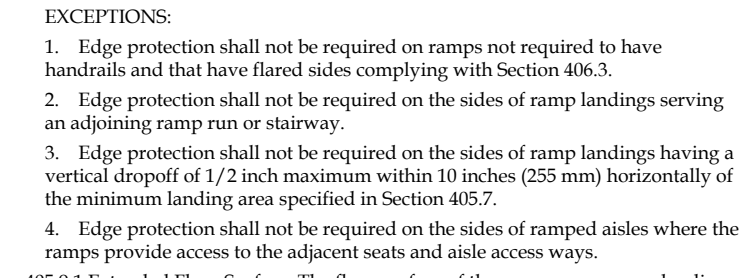 EXCEPTIONS:
1. Edge protection shall not be required on ramps not required to have
handrails and that have flared sides complying with Section 406.3.
2. Edge protection shall not be required on the sides of ramp landings serving
an adjoining ramp run or stairway.
3. Edge protection shall not be required on the sides of ramp landings having a
vertical dropoff of 1/2 inch maximum within 10 inches (255 mm) horizontally of
the minimum landing area specified in Section 405.7.
4. Edge protection shall not be required on the sides of ramped aisles where the
ramps provide access to the adjacent seats and aisle access ways.